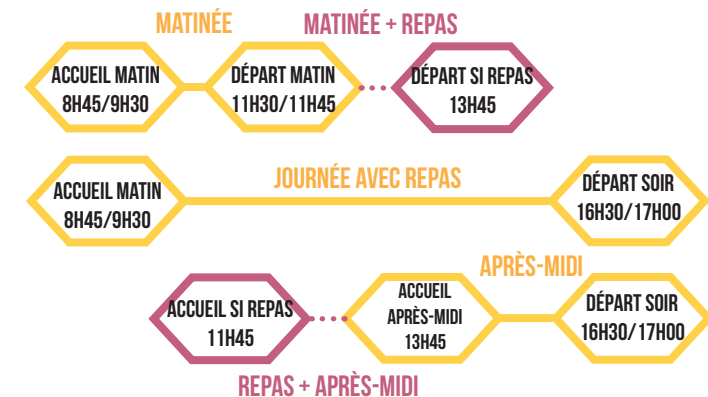 MATINÉE
MATINÉE + REPAS
ACCUEIL MATIN
8H45/9H30
DÉPART MATIN
11H30/11H45
DÉPART SI REPAS
13H45
JOURNÉE AVEC REPAS
ACCUEIL MATIN
8H45/9H30
DÉPART SOIR
16H30/17H00
APRÈS-MIDI
ACCUEIL SI REPAS
11H45
ACCUEIL
APRÈS-MIDI
13H45
DÉPART SOIR
16H30/17H00
REPAS + APRÈS-MIDI